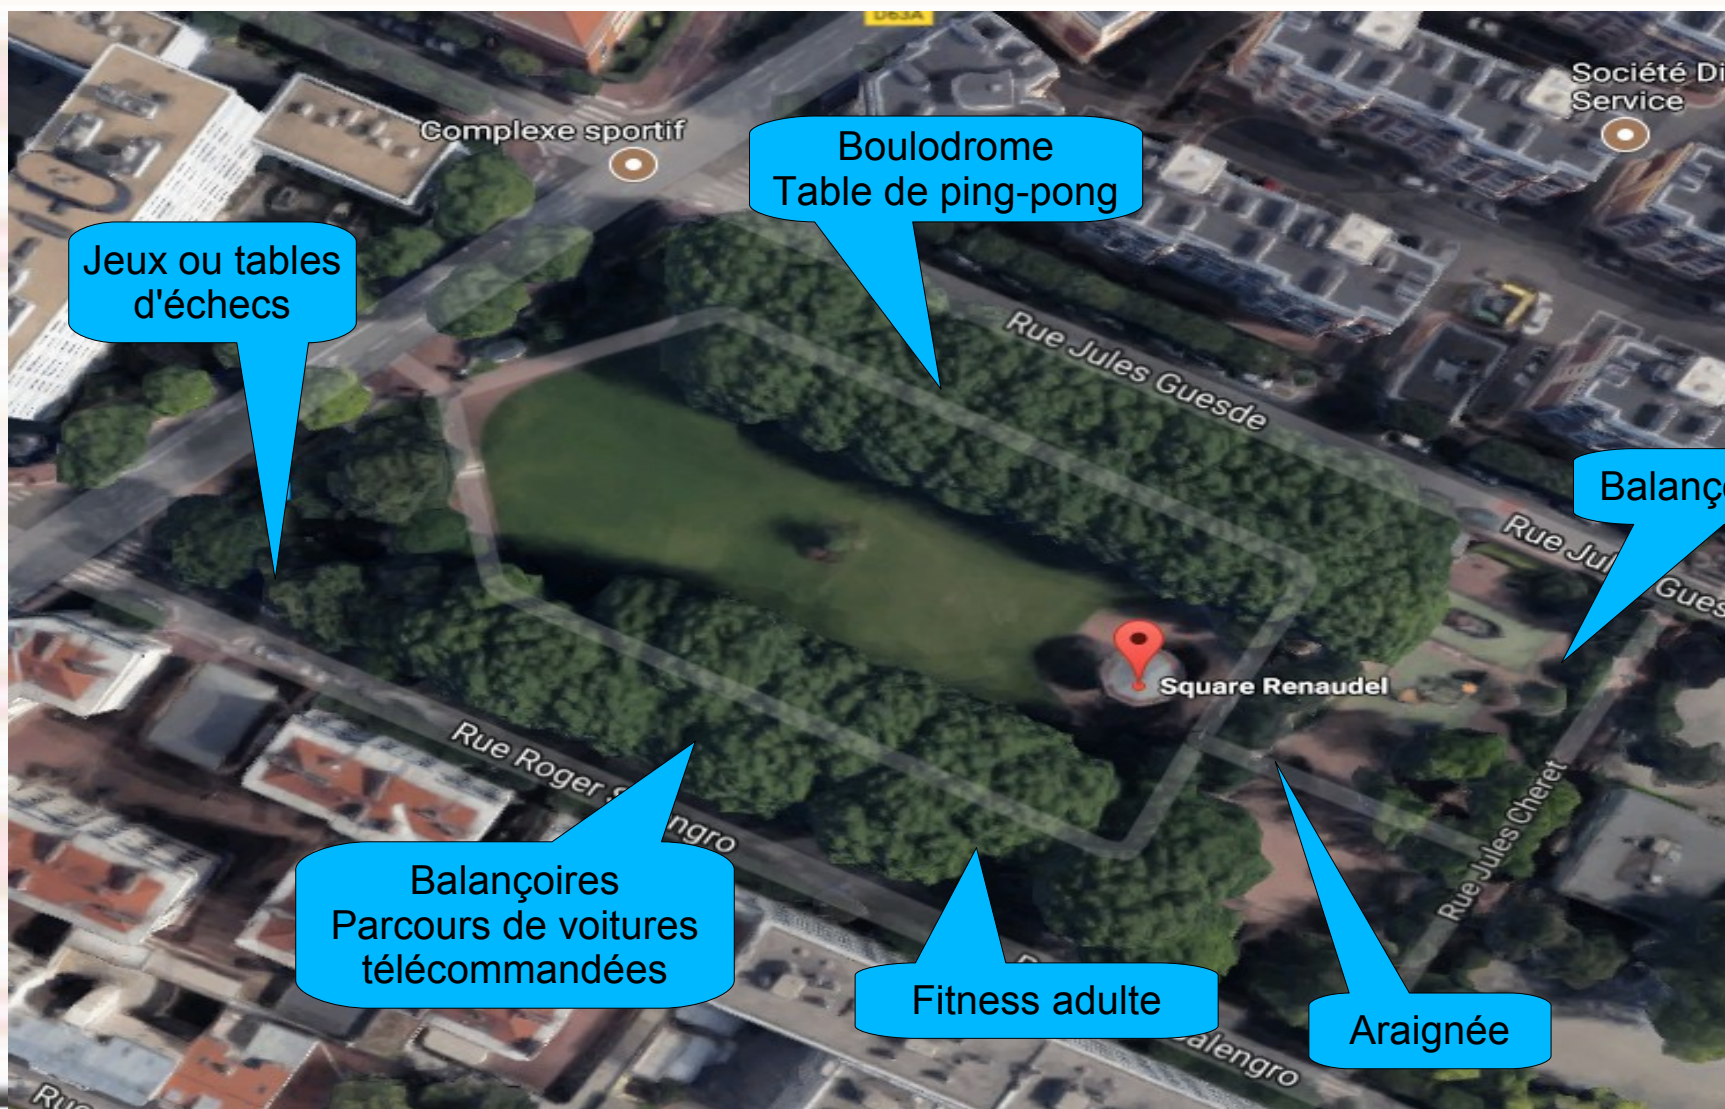 D63A
Société Di
Service
Complexe sportif
Boulodrome
Table de ping-pong
Jeux ou tables
d'échecs
Rue Jules Guesde
Balanç
Rue Jul
Gues
Square Renaudel
Rue Roger S
ngro
Rue Jules Cheret
Balançoires
Parcours de voitures
télécommandées
Fitness adulte
Araignée
alengro
Rue